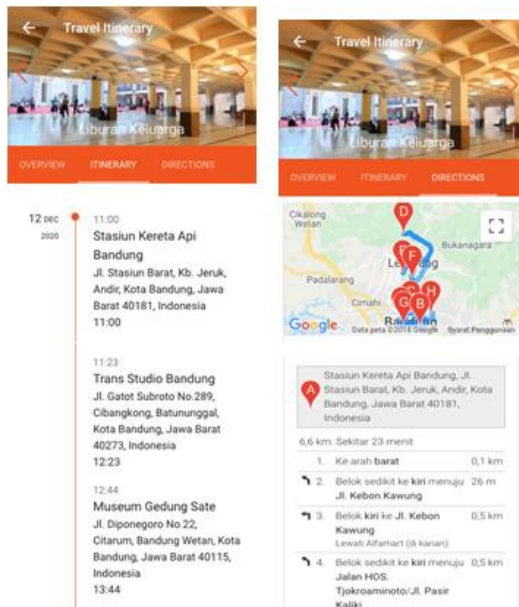 Travel Itinerary
Liburan Keluarga
OVERVIEW ITINERARY DIRECTIONS
12 DEC
2020
11:00
Stasiun Kereta Api
Bandung
Jl. Stasiun Barat, Kb. Jeruk,
Andir, Kota Bandung, Jawa
Barat 40181, Indonesia
11:00
11:23
Trans Studio Bandung
Jl. Gatot Subroto No.289,
Cibangkong, Batununggal,
Kota Bandung, Jawa Barat
40273, Indonesia
12:23
12:44
Museum Gedung Sate
Jl. Diponegoro No.22,
Citarum, Bandung Wetan, Kota
Bandung, Jawa Barat 40115,
Indonesia
13:44
Travel Itinerary
Liburan Keluarga
OVERVIEW ITINERARY DIRECTIONS
Cikalong
Wetan
D
Bukanagara
F
Padalarang
Cimahi
C H
G B
Google
Data peta ©2018 Google Syarat Penggunaan
A
Stasiun Kereta Api Bandung, Jl.
Stasiun Barat, Kb. Jeruk, Andir, Kota
Bandung, Jawa Barat 40181,
Indonesia
6,6 km. Sekitar 23 menit
1. Ke arah barat 0,1 km
2. Belok sedikit ke kiri menuju 26 m
Jl. Kebon Kawung
3. Belok kiri ke Jl. Kebon 0,5 km
Kawung
Lewati Alfamart (di kanan)
4. Belok sedikit ke kiri menuju 0,5 km
Jalan HOS.
Tjokroaminoto/Jl. Pasir
Kaliki